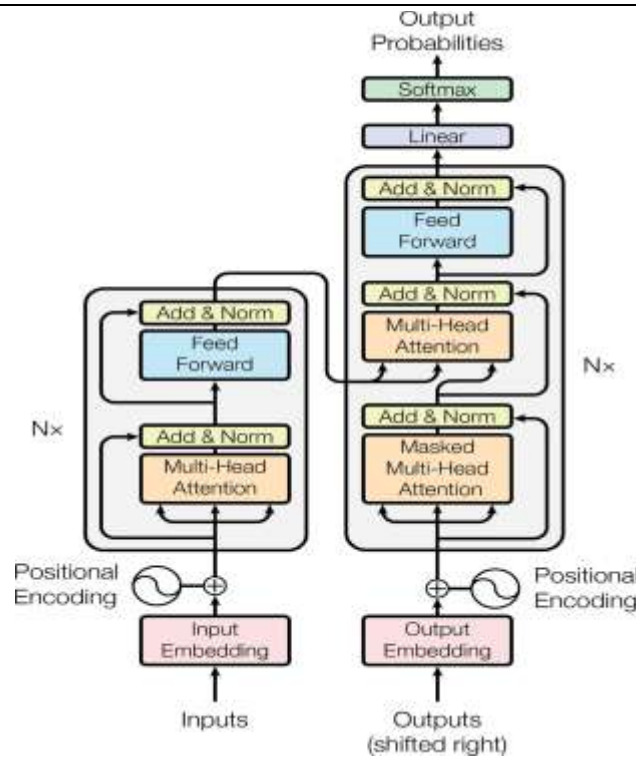 Output
Probabilities
Softmax
Linear
Add & Norm
Feed
Forward
Add & Norm
Multi-Head
Attention
Add & Norm
Masked
Multi-Head
Attention
Nx
Add & Norm
Feed
Forward
Add & Norm
Multi-Head
Attention
Nx
Positional
Encoding
Positional
Encoding
Input
Embedding
Output
Embedding
Inputs
Outputs
(shifted right)